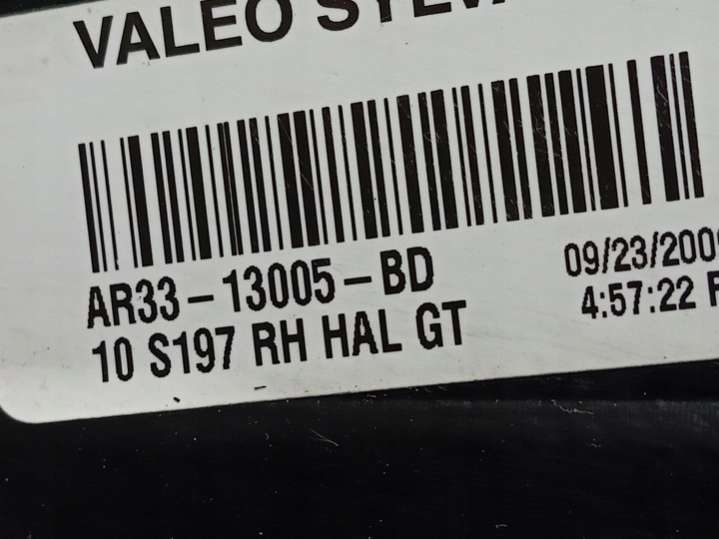 VALEO
AR33-13005-BD
10 S197 RH HAL GT
09/23/200
4:57:22